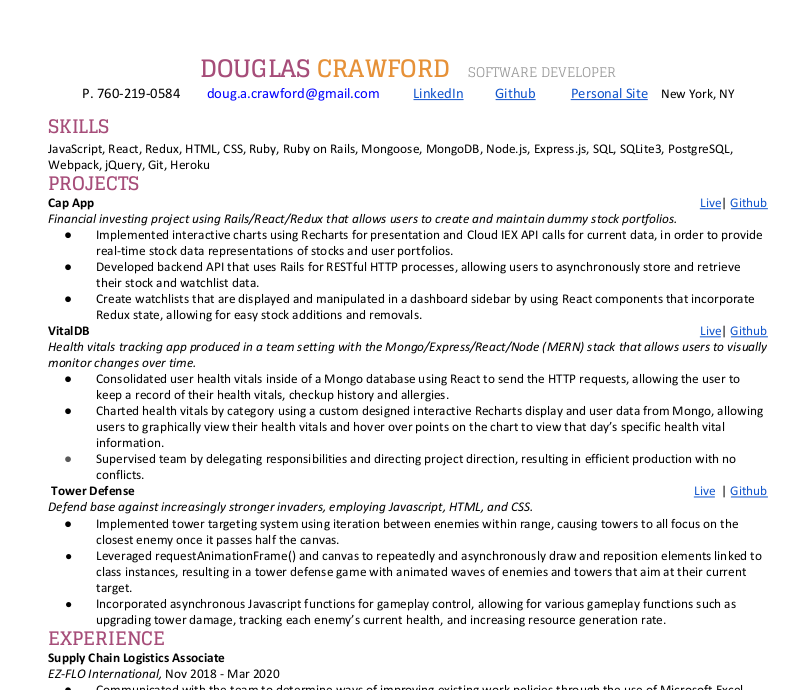 DOUGLAS CRAWFORD SOFTWARE DEVELOPER
P. 760-219-0584 doug.a.crawford@gmail.com LinkedIn Github Personal Site New York, NY
SKILLS
JavaScript, React, Redux, HTML, CSS, Ruby, Ruby on Rails, Mongoose, MongoDB, Node.js, Express.js, SQL, SQLite3, PostgreSQL,
Webpack, jQuery, Git, Heroku
PROJECTS
Cap App Live| Github
Financial investing project using Rails/React/Redux that allows users to create and maintain dummy stock portfolios.
● Implemented interactive charts using Recharts for presentation and Cloud IEX API calls for current data, in order to provide
real-time stock data representations of stocks and user portfolios.
● Developed backend API that uses Rails for RESTful HTTP processes, allowing users to asynchronously store and retrieve
their stock and watchlist data.
● Create watchlists that are displayed and manipulated in a dashboard sidebar by using React components that incorporate
Redux state, allowing for easy stock additions and removals.
VitalDB Live| Github
Health vitals tracking app produced in a team setting with the Mongo/Express/React/Node (MERN) stack that allows users to visually
monitor changes over time.
● Consolidated user health vitals inside of a Mongo database using React to send the HTTP requests, allowing the user to
keep a record of their health vitals, checkup history and allergies.
● Charted health vitals by category using a custom designed interactive Recharts display and user data from Mongo, allowing
users to graphically view their health vitals and hover over points on the chart to view that day's specific health vital
information.
● Supervised team by delegating responsibilities and directing project direction, resulting in efficient production with no
conflicts.
Tower Defense Live | Github
Defend base against increasingly stronger invaders, employing Javascript, HTML, and CSS.
● Implemented tower targeting system using iteration between enemies within range, causing towers to all focus on the
closest enemy once it passes half the canvas.
● Leveraged requestAnimationFrame() and canvas to repeatedly and asynchronously draw and reposition elements linked to
class instances, resulting in a tower defense game with animated waves of enemies and towers that aim at their current
target.
● Incorporated asynchronous Javascript functions for gameplay control, allowing for various gameplay functions such as
upgrading tower damage, tracking each enemy's current health, and increasing resource generation rate.
EXPERIENCE
Supply Chain Logistics Associate
EZ-FLO International, Nov 2018 - Mar 2020
● Communicated with the team to determine ways of improving existing work policies through the use of Microsoft Excel